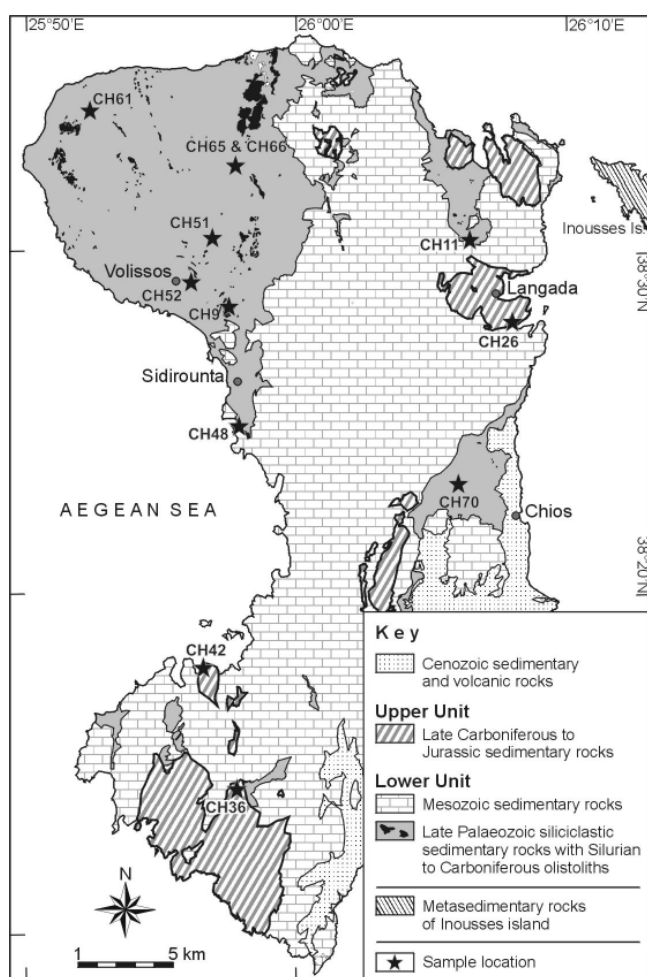 25°50'E
26°00'E
26°10'E
CH61
CH65 & CH66
Inousses Is.
CH51
CH11
38°30'N
Volissos
Langada
CH52
CH9
CH26
Sidirounta
CH48
CH70
AEGEAN SEA
Chios
38°20'N
CH42
CH36
N
1 5 km
Key
Cenozoic sedimentary
and volcanic rocks
Upper Unit
Late Carboniferous to
Jurassic sedimentary rocks
Lower Unit
Mesozoic sedimentary rocks
Late Palaeozoic siliciclastic
sedimentary rocks with Silurian
to Carboniferous olistoliths
Metasedimentary rocks
of Inousses island
Sample location